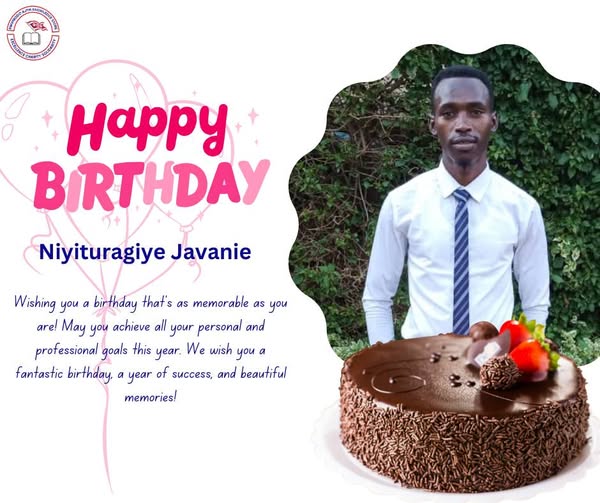 Happy
BIRTHDAY
Niyituragiye Javanie
Wishing you a birthday that's as memorable as you
are! May you achieve all your personal and
professional goals this year. We wish you a
fantastic birthday, a year of success, and beautiful
memories!